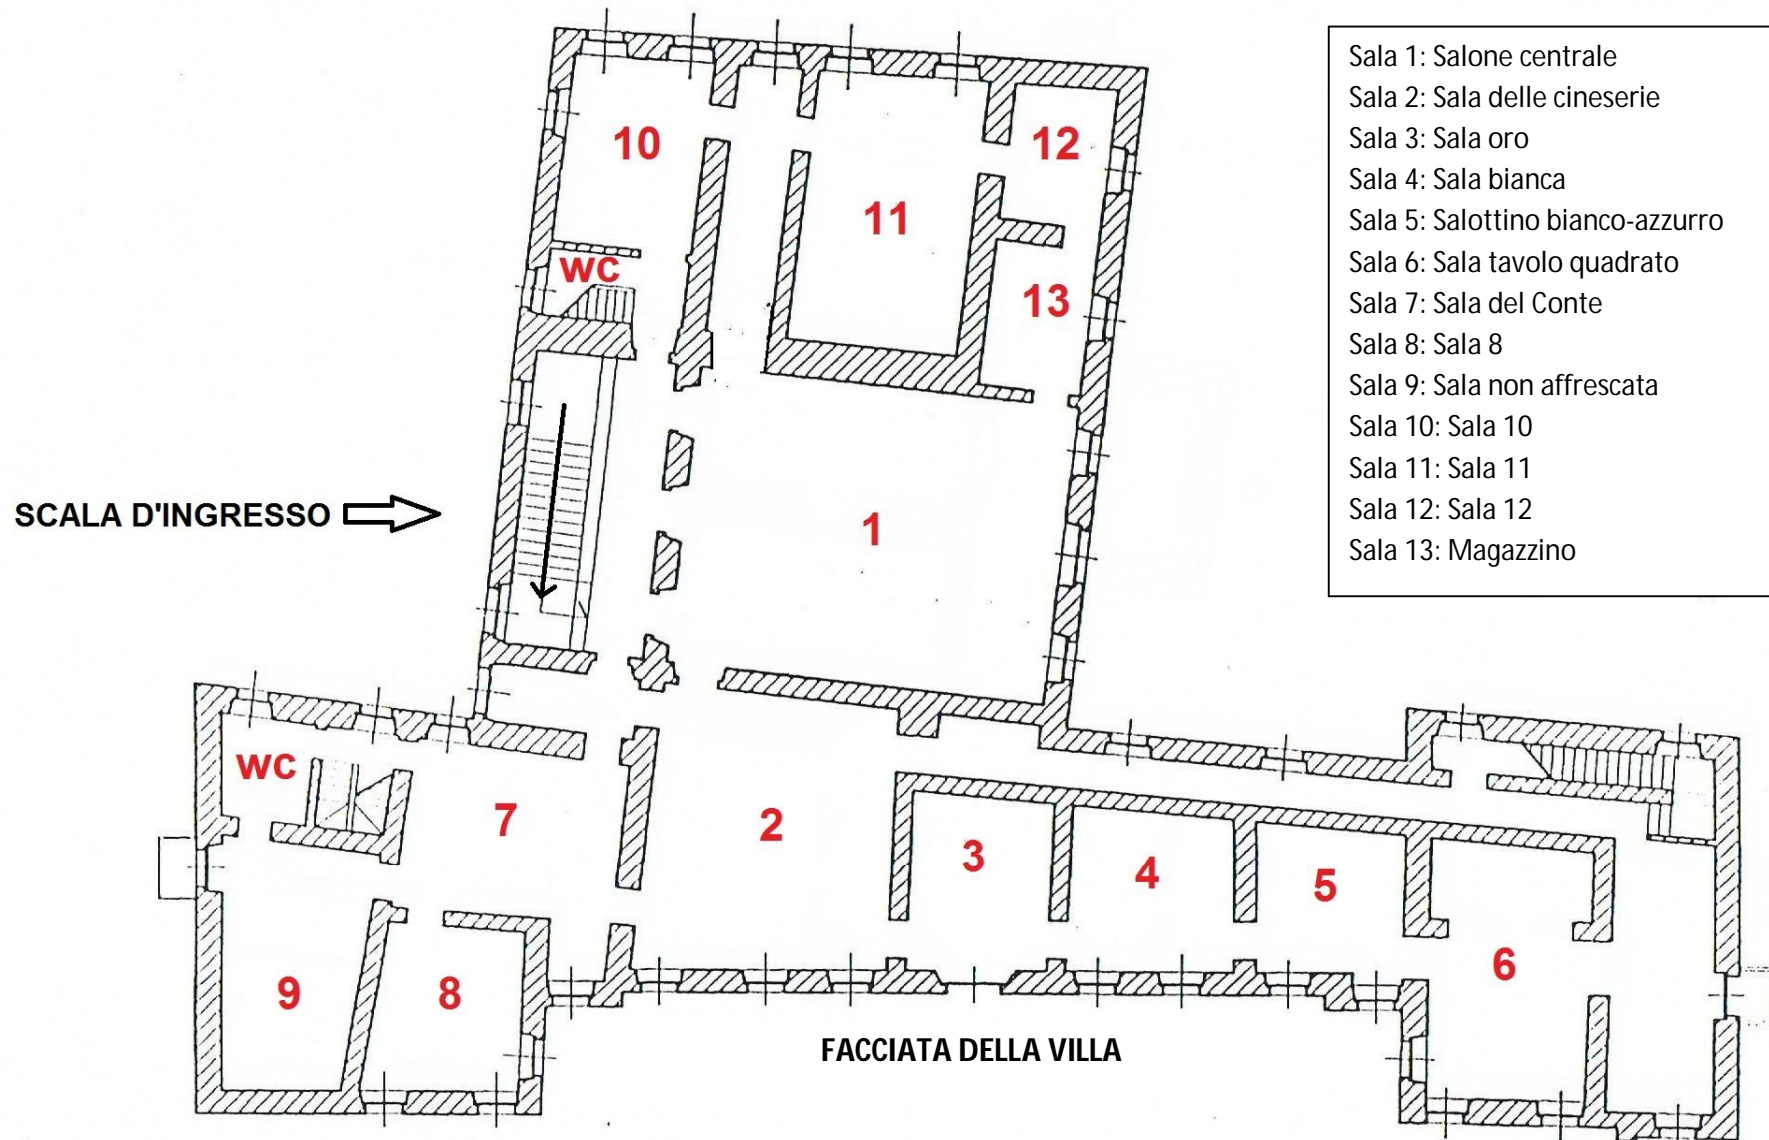 Sala 1: Salone centrale
Sala 2: Sala delle cineserie
Sala 3: Sala oro
Sala 4: Sala bianca
Sala 5: Salottino bianco-azzurro
Sala 6: Sala tavolo quadrato
Sala 7: Sala del Conte
Sala 8: Sala 8
Sala 9: Sala non affrescata
Sala 10: Sala 10
Sala 11: Sala 11
Sala 12: Sala 12
Sala 13: Magazzino
10
12
11
wc
13
SCALA D'INGRESSO
1
wc
7
2
3
4
5
6
9
8
FACCIATA DELLA VILLA